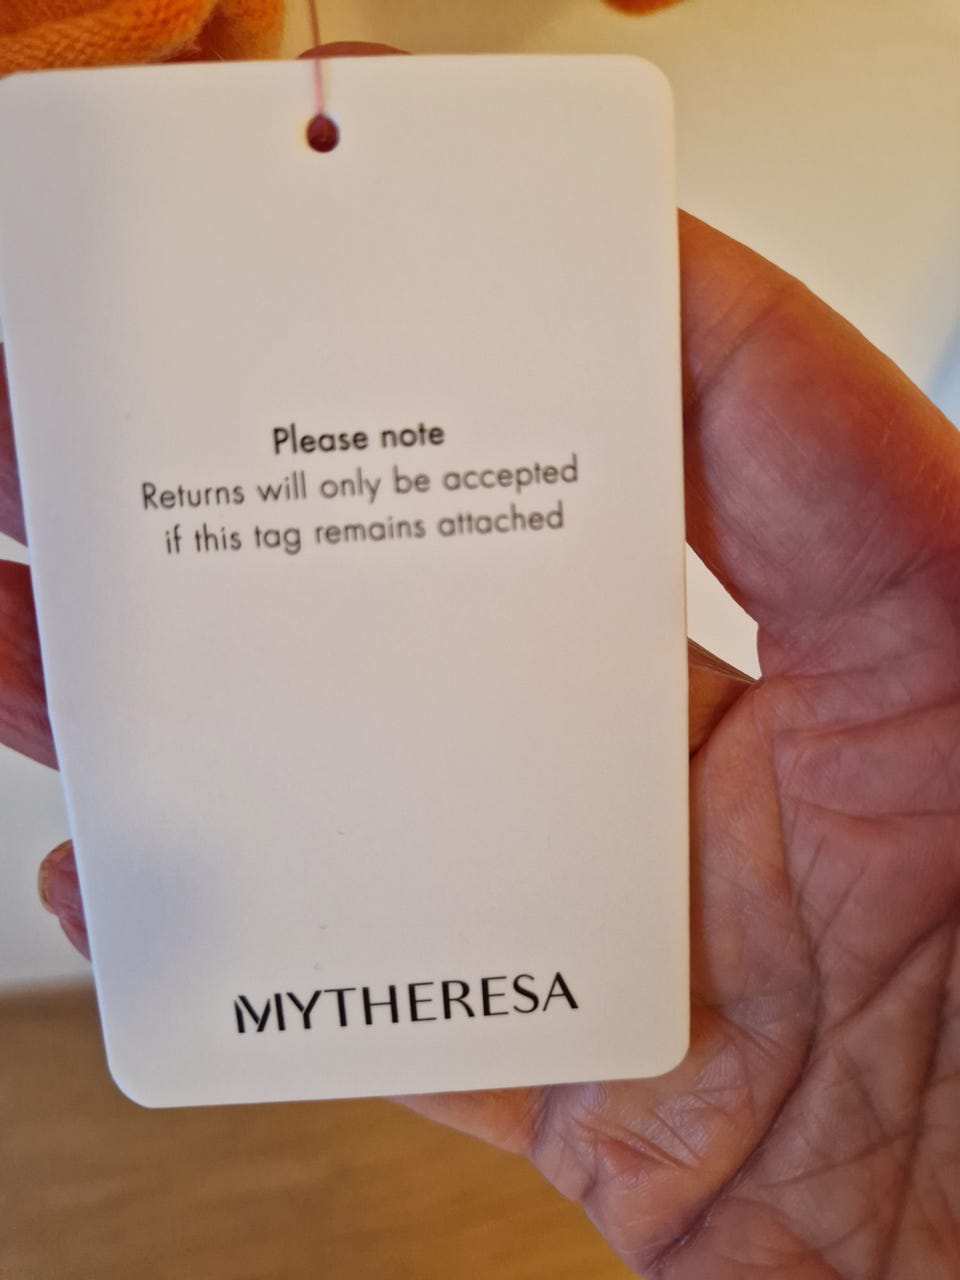 Please note
Returns will only be accepted
if this tag remains attached
MYTHERESA